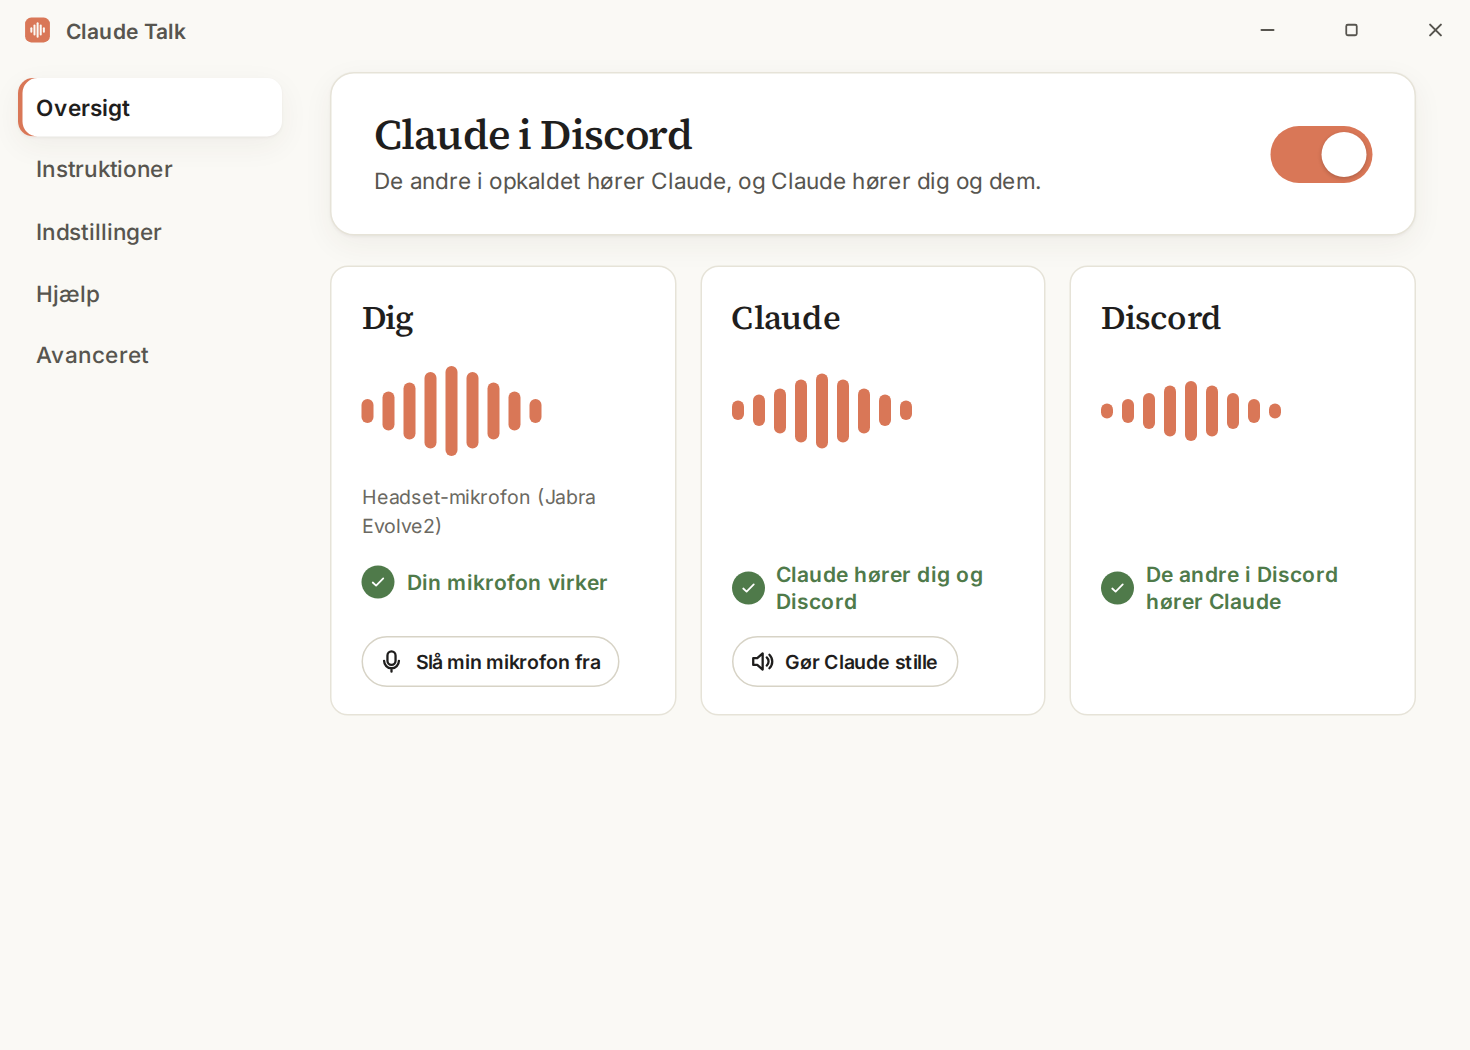 Claude Talk
Oversigt
Instruktioner
Indstillinger
Hjælp
Avanceret
Claude i Discord
De andre i opkaldet hører Claude, og Claude hører dig og dem.
Dig
Headset-mikrofon (Jabra
Evolve2)
Din mikrofon virker
Slå min mikrofon fra
Claude
Claude hører dig og
Discord
Gør Claude stille
Discord
De andre i Discord
hører Claude